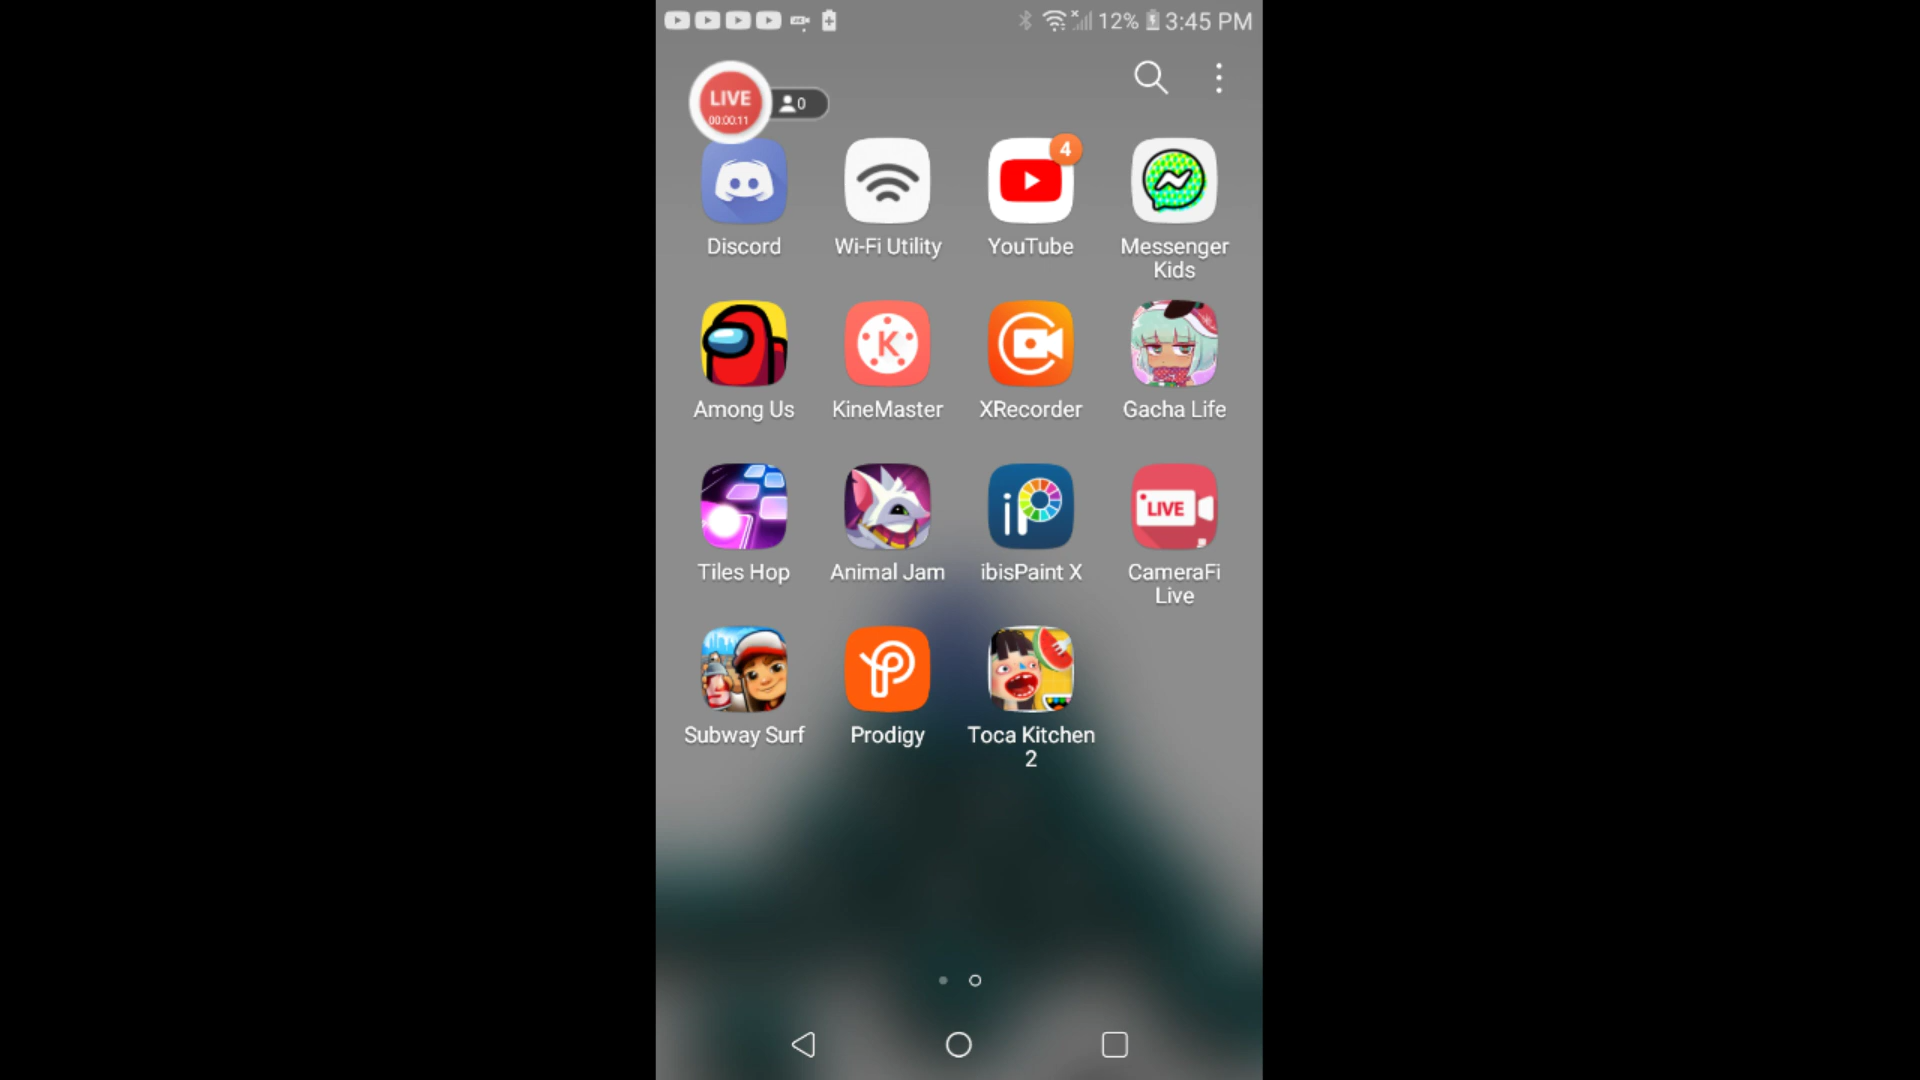 12% 3:45 PM
LIVE
00:00:11
0
4
Discord
Wi-Fi Utility
YouTube
Messenger
Kids
K
Among Us
KineMaster
XRecorder
Gacha Life
iP
LIVE
Tiles Hop
Animal Jam
ibisPaint X
CameraFi
Live
Subway Surf
Prodigy
Toca Kitchen
2